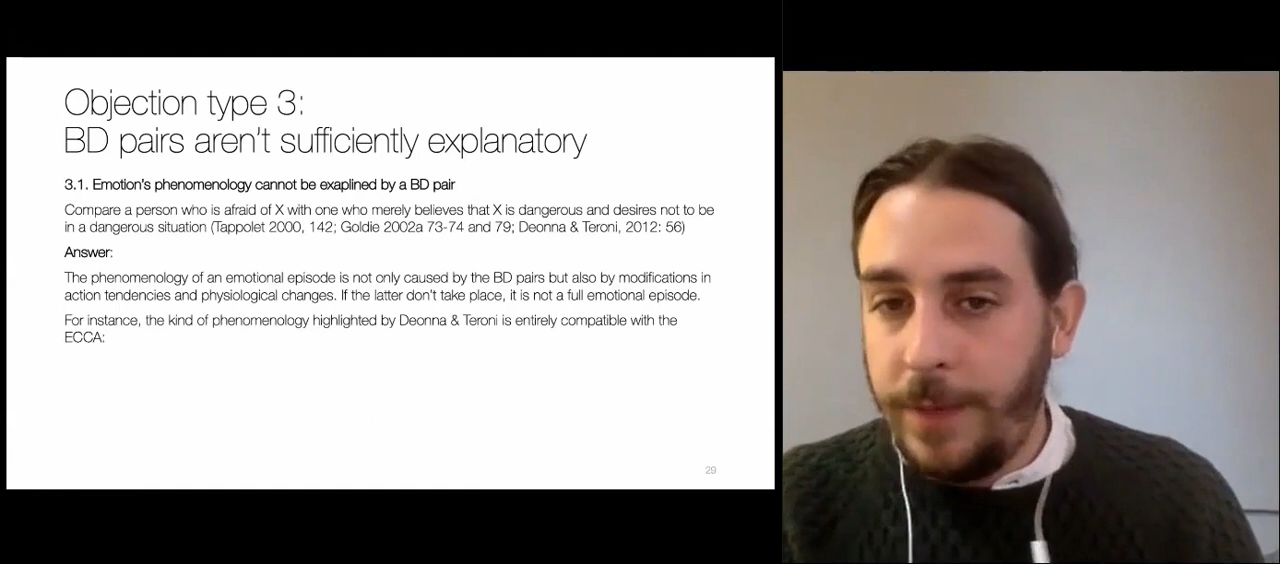 Objection type 3:
BD pairs aren't sufficiently explanatory
3.1. Emotion's phenomenology cannot be exaplined by a BD pair
Compare a person who is afraid of X with one who merely believes that X is dangerous and desires not to be
in a dangerous situation (Tappolet 2000, 142; Goldie 2002a 73-74 and 79; Deonna & Teroni, 2012: 56)
Answer:
The phenomenology of an emotional episode is not only caused by the BD pairs but also by modifications in
action tendencies and physiological changes. If the latter don't take place, it is not a full emotional episode.
For instance, the kind of phenomenology highlighted by Deonna & Teroni is entirely compatible with the
ECCA:
29